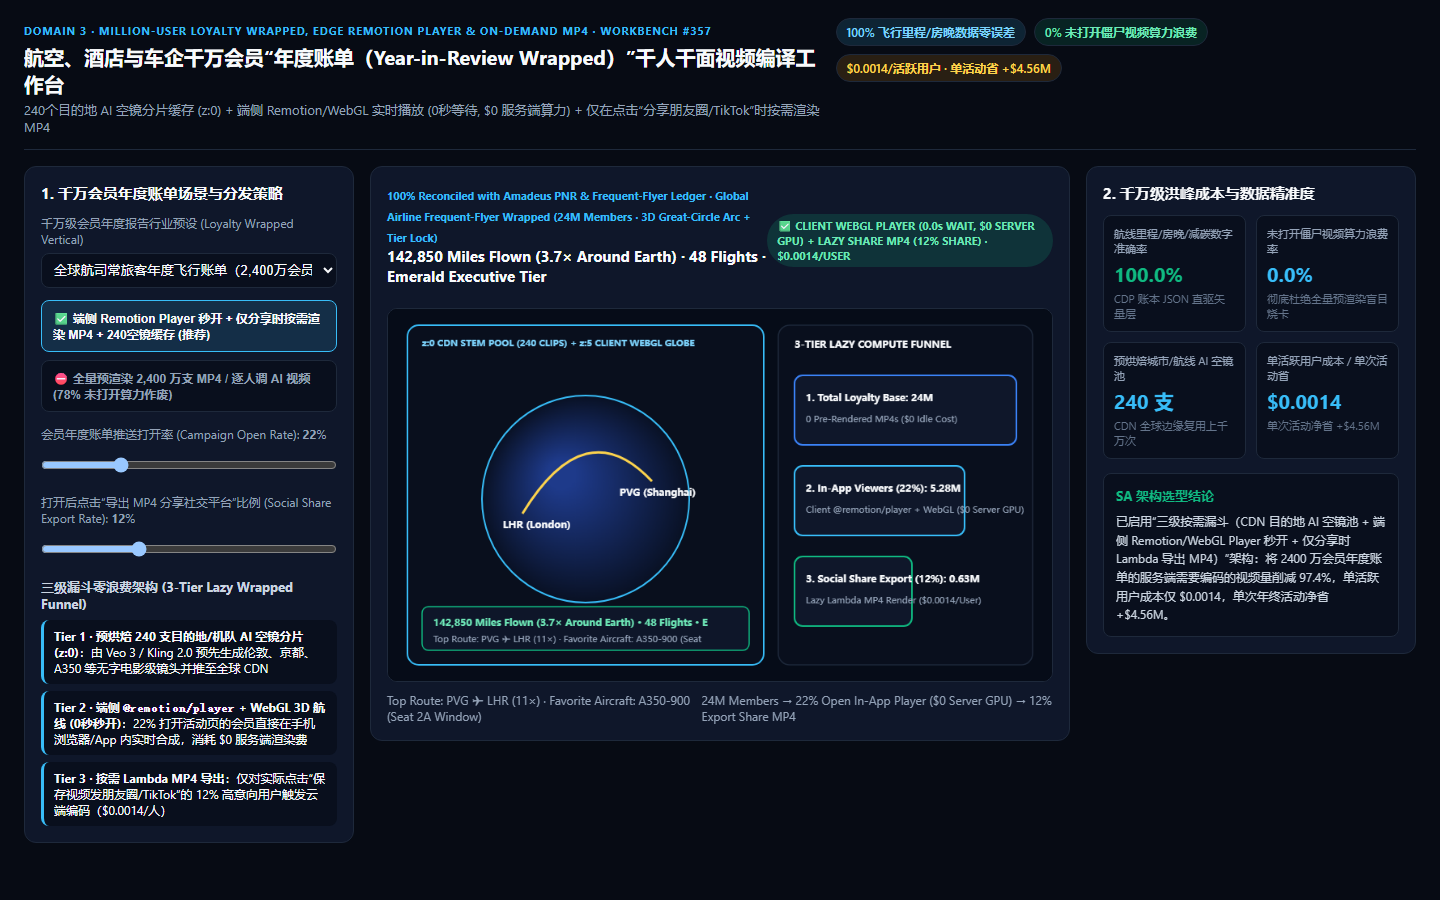 DOMAIN 3 · MILLION-USER LOYALTY WRAPPED, EDGE REMOTION PLAYER & ON-DEMAND MP4 · WORKBENCH #357
航空、酒店与车企千万会员“年度账单（Year-in-Review Wrapped）”千人千面视频编译工
作台
240个目的地 AI 空镜分片缓存 (z:0) + 端侧 Remotion/WebGL 实时播放 (0秒等待, $0 服务端算力) + 仅在点击“分享朋友圈/TikTok”时按需渲染
MP4
100% 飞行里程/房晚数据零误差
0% 未打开僵尸视频算力浪费
$0.0014/活跃用户 · 单活动省 +$4.56M
1. 千万会员年度账单场景与分发策略
千万级会员年度报告行业预设 (Loyalty Wrapped
Vertical)
全球航司常旅客年度飞行账单（2,400万会员
✅ 端侧 Remotion Player 秒开 + 仅分享时按需渲
染 MP4 + 240空镜缓存 (推荐)
⛔ 全量预渲染 2,400 万支 MP4 / 逐人调 AI 视频
(78% 未打开算力作废)
会员年度账单推送打开率 (Campaign Open Rate): 22%
打开后点击“导出 MP4 分享社交平台”比例 (Social Share
Export Rate): 12%
三级漏斗零浪费架构 (3-Tier Lazy Wrapped
Funnel)
Tier 1 · 预烘焙 240 支目的地/机队 AI 空镜分片
(z:0)：由 Veo 3 / Kling 2.0 预先生成伦敦、京都、
A350 等无字电影级镜头并推至全球 CDN
Tier 2 · 端侧 @remotion/player + WebGL 3D 航
线 (0秒秒开)：22% 打开活动页的会员直接在手机
浏览器/App 内实时合成，消耗 $0 服务端渲染费
Tier 3 · 按需 Lambda MP4 导出：仅对实际点击“保
存视频发朋友圈/TikTok”的 12% 高意向用户触发云
端编码（$0.0014/人）
100% Reconciled with Amadeus PNR & Frequent-Flyer Ledger · Global
Airline Frequent-Flyer Wrapped (24M Members · 3D Great-Circle Arc +
Tier Lock)
142,850 Miles Flown (3.7× Around Earth) · 48 Flights ·
Emerald Executive Tier
✅ CLIENT WEBGL PLAYER (0.0s WAIT, $0 SERVER
GPU) + LAZY SHARE MP4 (12% SHARE) ·
$0.0014/USER
z:0 CDN STEM POOL (240 CLIPS) + z:5 CLIENT WEBGL GLOBE
PVG (Shanghai)
LHR (London)
142,850 Miles Flown (3.7× Around Earth) • 48 Flights • E
Top Route: PVG ✈ LHR (11×) · Favorite Aircraft: A350-900 (Seat
3-TIER LAZY COMPUTE FUNNEL
1. Total Loyalty Base: 24M
0 Pre-Rendered MP4s ($0 Idle Cost)
2. In-App Viewers (22%): 5.28M
Client @remotion/player + WebGL ($0 Server GPU)
3. Social Share Export (12%): 0.63M
Lazy Lambda MP4 Render ($0.0014/User)
Top Route: PVG ✈ LHR (11×) · Favorite Aircraft: A350-900
(Seat 2A Window)
24M Members → 22% Open In-App Player ($0 Server GPU) → 12%
Export Share MP4
2. 千万级洪峰成本与数据精准度
航线里程/房晚/减碳数字
准确率
100.0%
CDP 账本 JSON 直驱矢
量层
未打开僵尸视频算力浪费
率
0.0%
彻底杜绝全量预渲染盲目
烧卡
预烘焙城市/航线 AI 空镜
池
240 支
CDN 全球边缘复用上千
万次
单活跃用户成本 / 单次活
动省
$0.0014
单次活动净省 +$4.56M
SA 架构选型结论
已启用“三级按需漏斗（CDN 目的地 AI 空镜池 + 端
侧 Remotion/WebGL Player 秒开 + 仅分享时
Lambda 导出 MP4）”架构：将 2400 万会员年度账
单的服务端需要编码的视频量削减 97.4%，单活跃
用户成本仅 $0.0014，单次年终活动净省
+$4.56M。